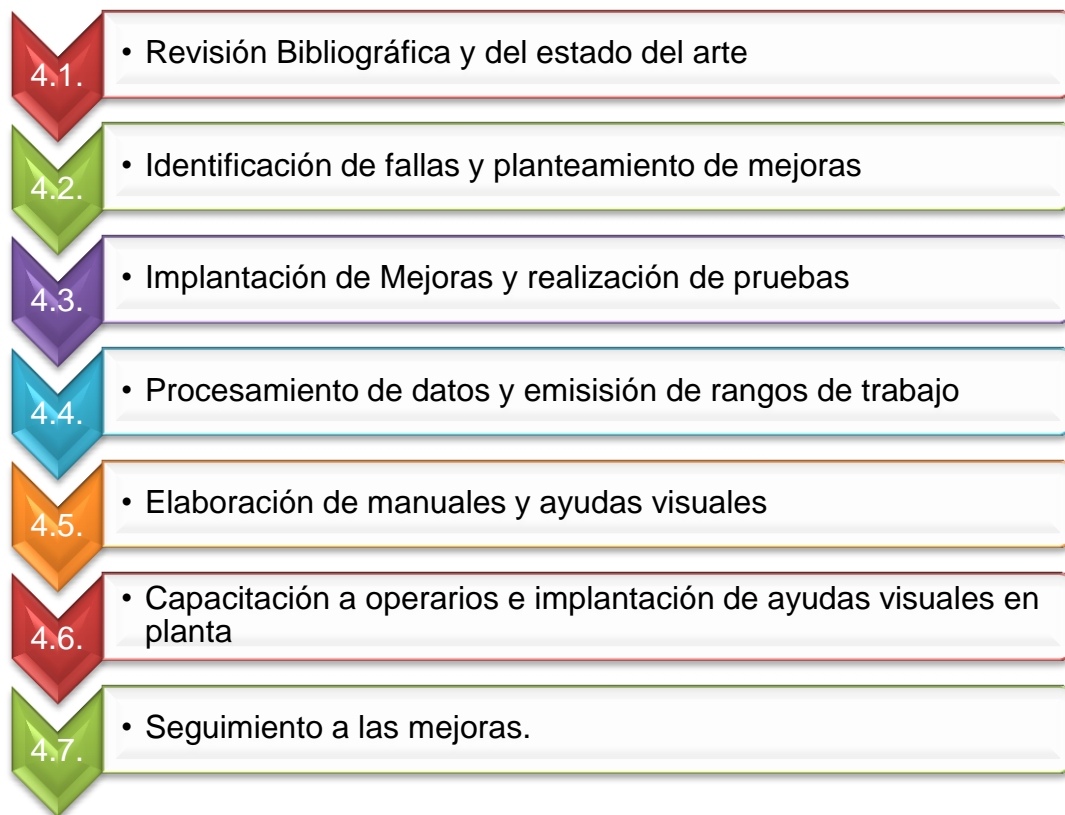 4.1.
• Revisión Bibliográfica y del estado del arte
4.2.
• Identificación de fallas y planteamiento de mejoras
4.3.
• Implantación de Mejoras y realización de pruebas
4.4.
• Procesamiento de datos y emisisión de rangos de trabajo
4.5.
• Elaboración de manuales y ayudas visuales
4.6.
• Capacitación a operarios e implantación de ayudas visuales en
planta
4.7.
• Seguimiento a las mejoras.